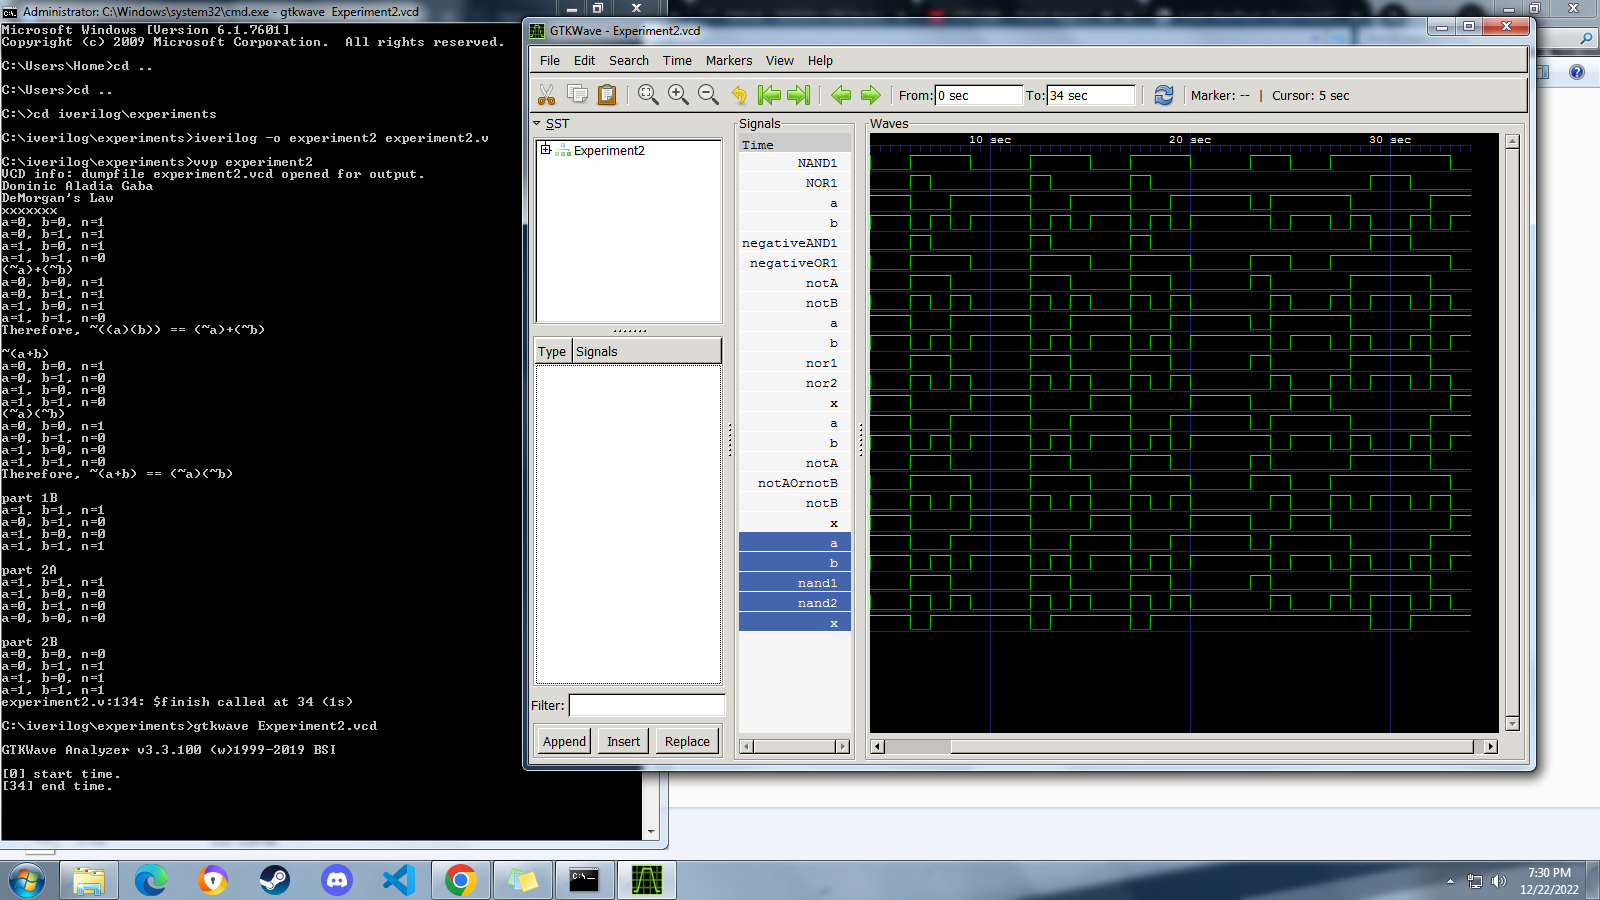 Administrator: C:\Windows\system32\cmd.exe - gtkwave  Experiment2.vcd
Microsoft Windows [Version 6.1.7601]
Copyright (c) 2009 Microsoft Corporation.  All rights reserved.
C:\Users\Home>cd ..
C:\Users>cd ..
C:\>cd iverilog\experiments
C:\iverilog\experiments>iverilog -o experiment2 experiment2.v
C:\iverilog\experiments>vvp experiment2
VCD info: dumpfile experiment2.vcd opened for output.
Dominic Aladia Gaba
DeMorgan's Law
xxxxxxx
a=0, b=0, n=1
a=0, b=1, n=1
a=1, b=0, n=1
a=1, b=1, n=0
(~a)+(~b)
a=0, b=0, n=1
a=0, b=1, n=1
a=1, b=0, n=1
a=1, b=1, n=0
Therefore, ~((a)(b)) == (~a)+(~b)
~(a+b)
a=0, b=0, n=1
a=0, b=1, n=0
a=1, b=0, n=0
a=1, b=1, n=0
(~a)(~b)
a=0, b=0, n=1
a=0, b=1, n=0
a=1, b=0, n=0
a=1, b=1, n=0
Therefore, ~(a+b) == (~a)(~b)
part 1B
a=1, b=1, n=1
a=0, b=1, n=0
a=1, b=0, n=0
a=1, b=1, n=1
part 2A
a=1, b=1, n=1
a=1, b=0, n=0
a=0, b=1, n=0
a=0, b=0, n=0
part 2B
a=0, b=0, n=0
a=0, b=1, n=1
a=1, b=0, n=1
a=1, b=1, n=1
experiment2.v:134: $finish called at 34 (1s)
C:\iverilog\experiments>gtkwave Experiment2.vcd
GTKWave Analyzer v3.3.100 (w)1999-2019 BSI
[0] start time.
[34] end time.
GTKWave - Experiment2.vcd
File Edit Search Time Markers View Help
From: 0 sec To: 34 sec Marker: -- | Cursor: 5 sec
SST
Experiment2
Type Signals
Filter:
Append Insert Replace
Signals
Time
NAND1
NOR1
a
b
negativeAND1
negativeOR1
notA
notB
a
b
nor1
nor2
x
a
b
notA
notAOrnotB
notB
x
a
b
nand1
nand2
x
Waves
10 sec 20 sec 30 sec
7:30 PM
12/22/2022